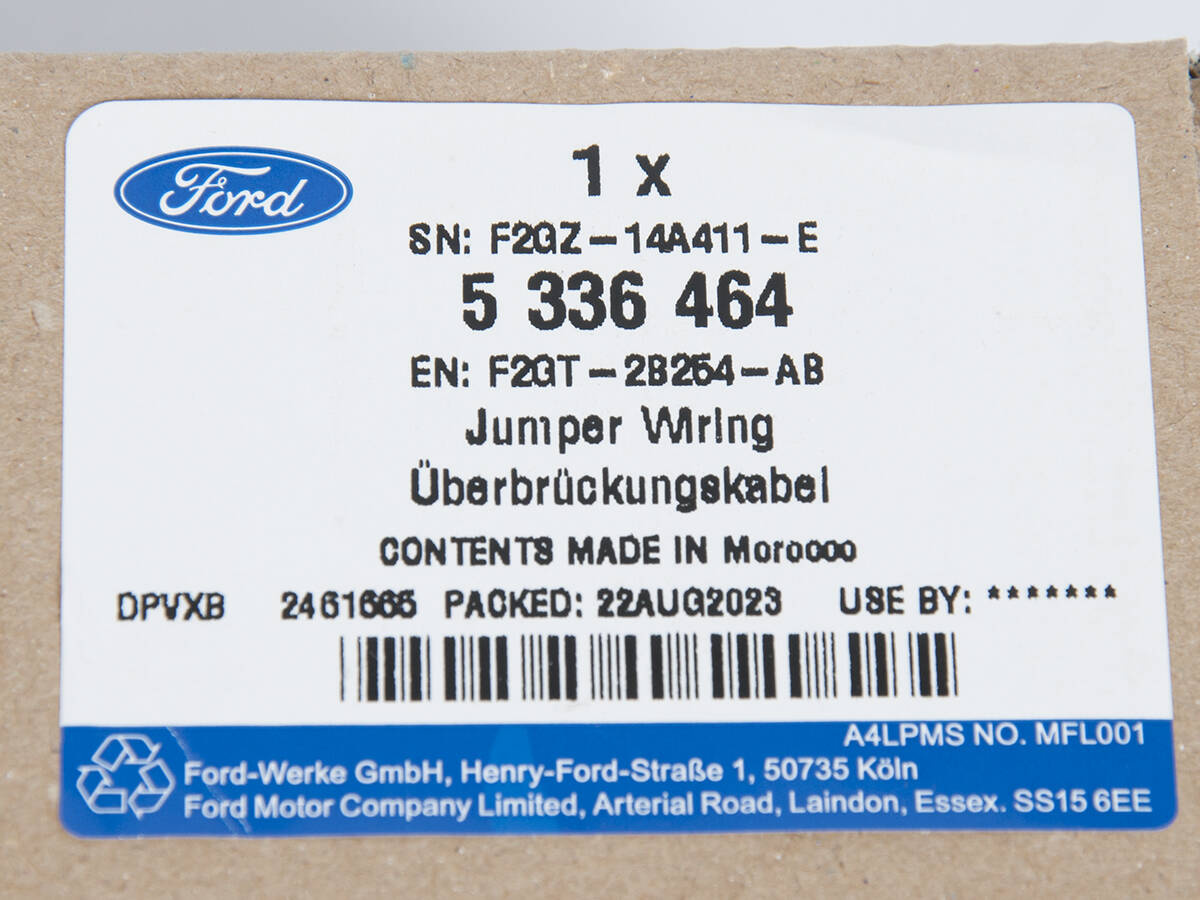 Ford
1 x
SN: F2GZ-14A411-E
5 336 464
EN: F2GT-2B254-AB
Jumper Wiring
Überbrückungskabel
CONTENTS MADE IN Morocco
DPVXB 2461665 PACKED: 22AUG2023 USE BY: *******
A4LPMS NO. MFL001
Ford-Werke GmbH, Henry-Ford-Straße 1, 50735 Köln
Ford Motor Company Limited, Arterial Road, Laindon, Essex. SS15 6EE